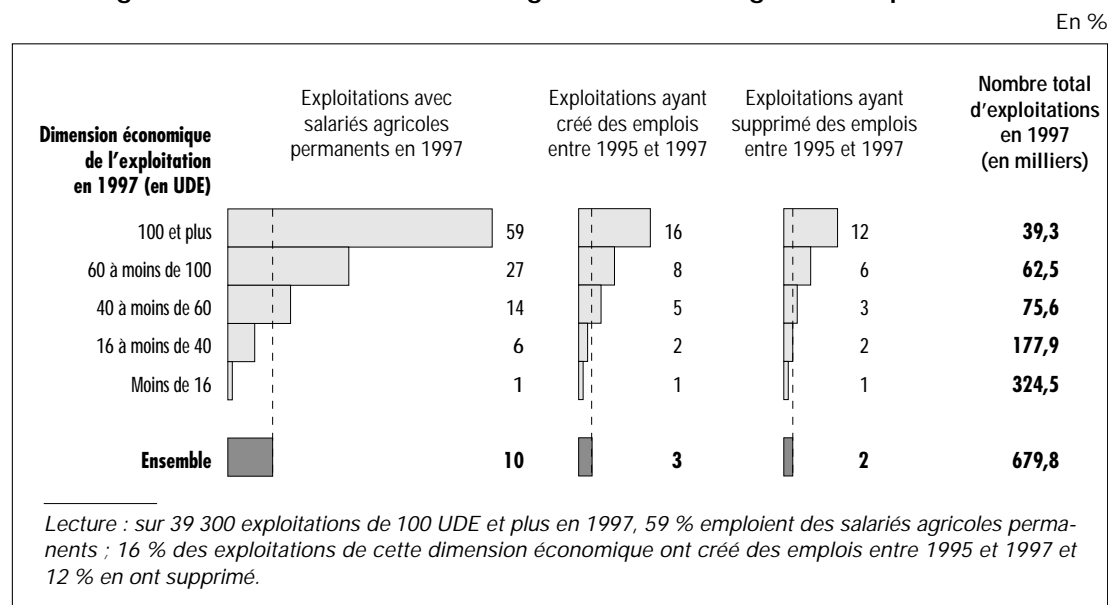 En %
Exploitations avec
salariés agricoles
permanents en 1997
Exploitations ayant
créé des emplois
entre 1995 et 1997
Exploitations ayant
supprimé des emplois
entre 1995 et 1997
Nombre total
d'exploitations
en 1997
(en milliers)
Dimension économique
de l'exploitation
en 1997 (en UDE)
100 et plus 59 16 12 39,3
60 à moins de 100 27 8 6 62,5
40 à moins de 60 14 5 3 75,6
16 à moins de 40 6 2 2 177,9
Moins de 16 1 1 1 324,5
Ensemble 10 3 2 679,8
Lecture : sur 39 300 exploitations de 100 UDE et plus en 1997, 59 % emploient des salariés agricoles perma-
nents ; 16 % des exploitations de cette dimension économique ont créé des emplois entre 1995 et 1997 et
12 % en ont supprimé.